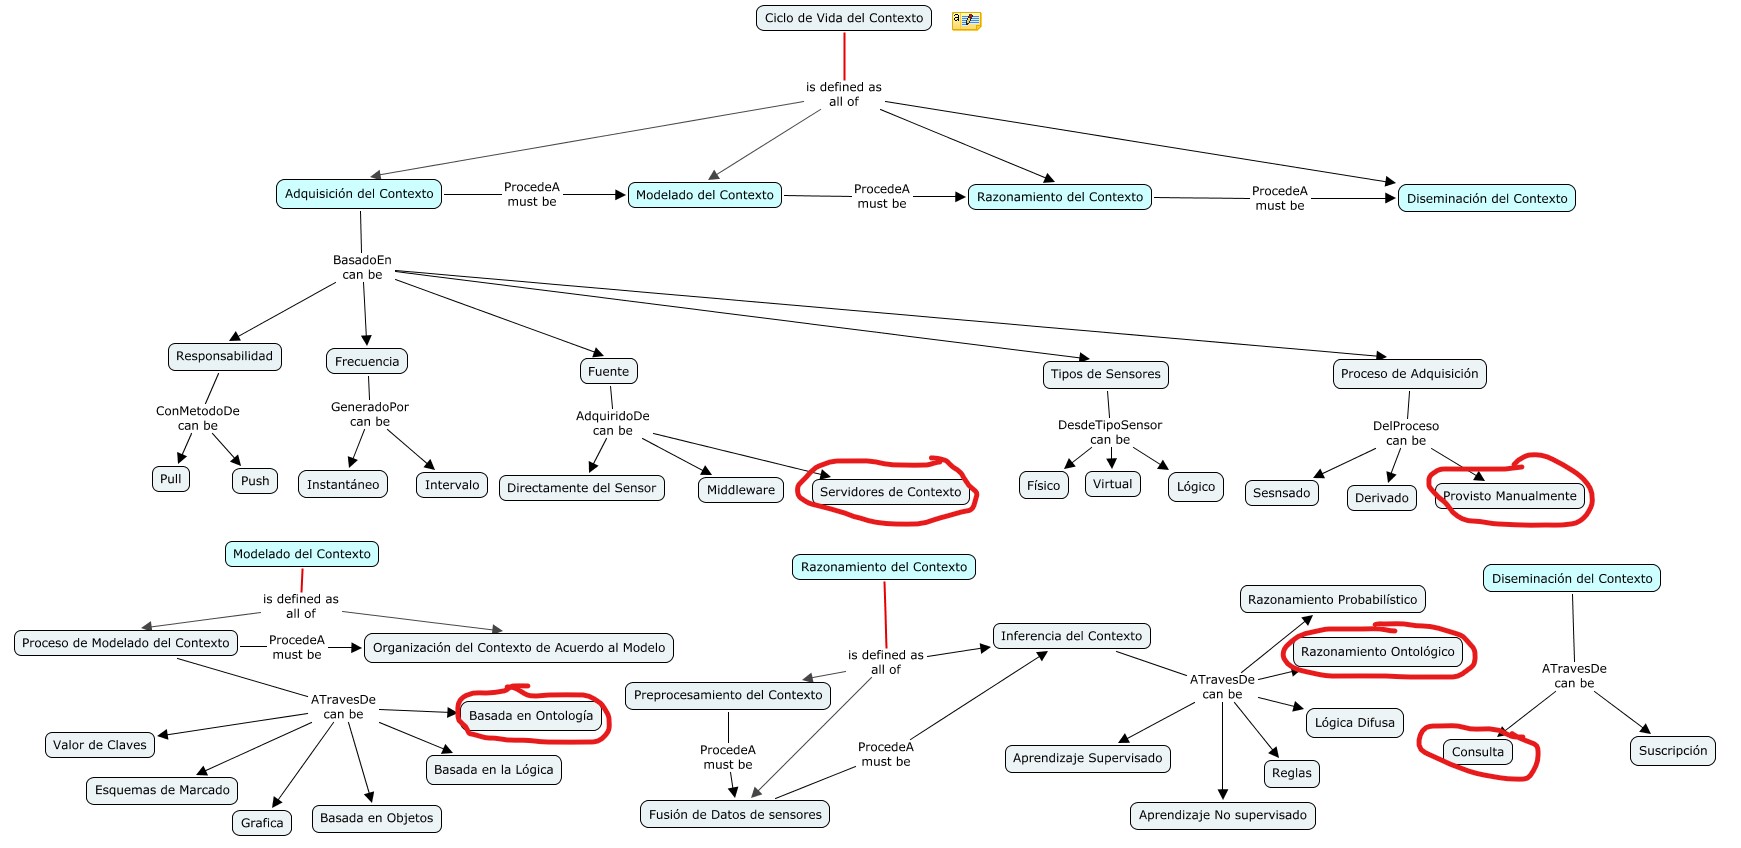 Ciclo de Vida del Contexto
is defined as
all of
Adquisición del Contexto
ProcedeA
must be
Modelado del Contexto
ProcedeA
must be
Razonamiento del Contexto
ProcedeA
must be
Diseminación del Contexto
BasadoEn
can be
Responsabilidad
Frecuencia
Fuente
Tipos de Sensores
Proceso de Adquisición
ConMetodoDe
can be
GeneradoPor
can be
AdquiridoDe
can be
DesdeTipoSensor
can be
DelProceso
can be
Pull
Push
Instantáneo
Intervalo
Directamente del Sensor
Middleware
Servidores de Contexto
Físico
Virtual
Lógico
Sesnsado
Derivado
Provisto Manualmente
Modelado del Contexto
is defined as
all of
Proceso de Modelado del Contexto
ProcedeA
must be
Organización del Contexto de Acuerdo al Modelo
ATravesDe
can be
Basada en Ontología
Valor de Claves
Esquemas de Marcado
Grafica
Basada en Objetos
Basada en la Lógica
Razonamiento del Contexto
is defined as
all of
Inferencia del Contexto
Preprocesamiento del Contexto
ProcedeA
must be
ProcedeA
must be
Fusión de Datos de sensores
ATravesDe
can be
Razonamiento Probabilístico
Razonamiento Ontológico
Lógica Difusa
Reglas
Aprendizaje Supervisado
Aprendizaje No supervisado
Diseminación del Contexto
ATravesDe
can be
Consulta
Suscripción